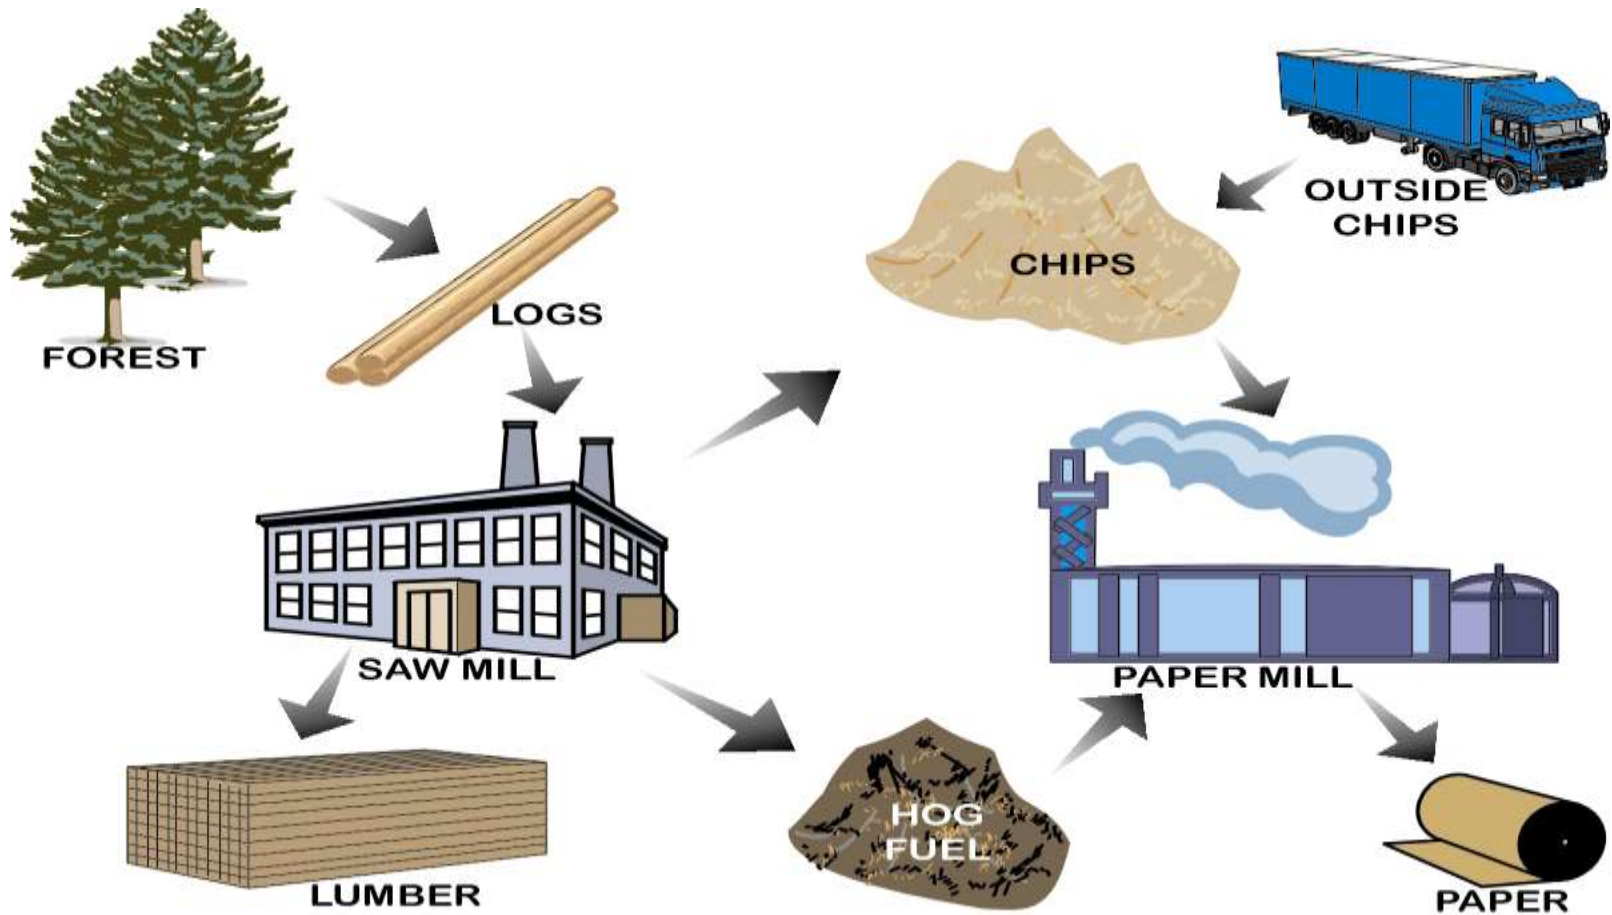 OUTSIDE
CHIPS
CHIPS
LOGS
FOREST
SAW MILL
PAPER MILL
HOG
FUEL
LUMBER
PAPER